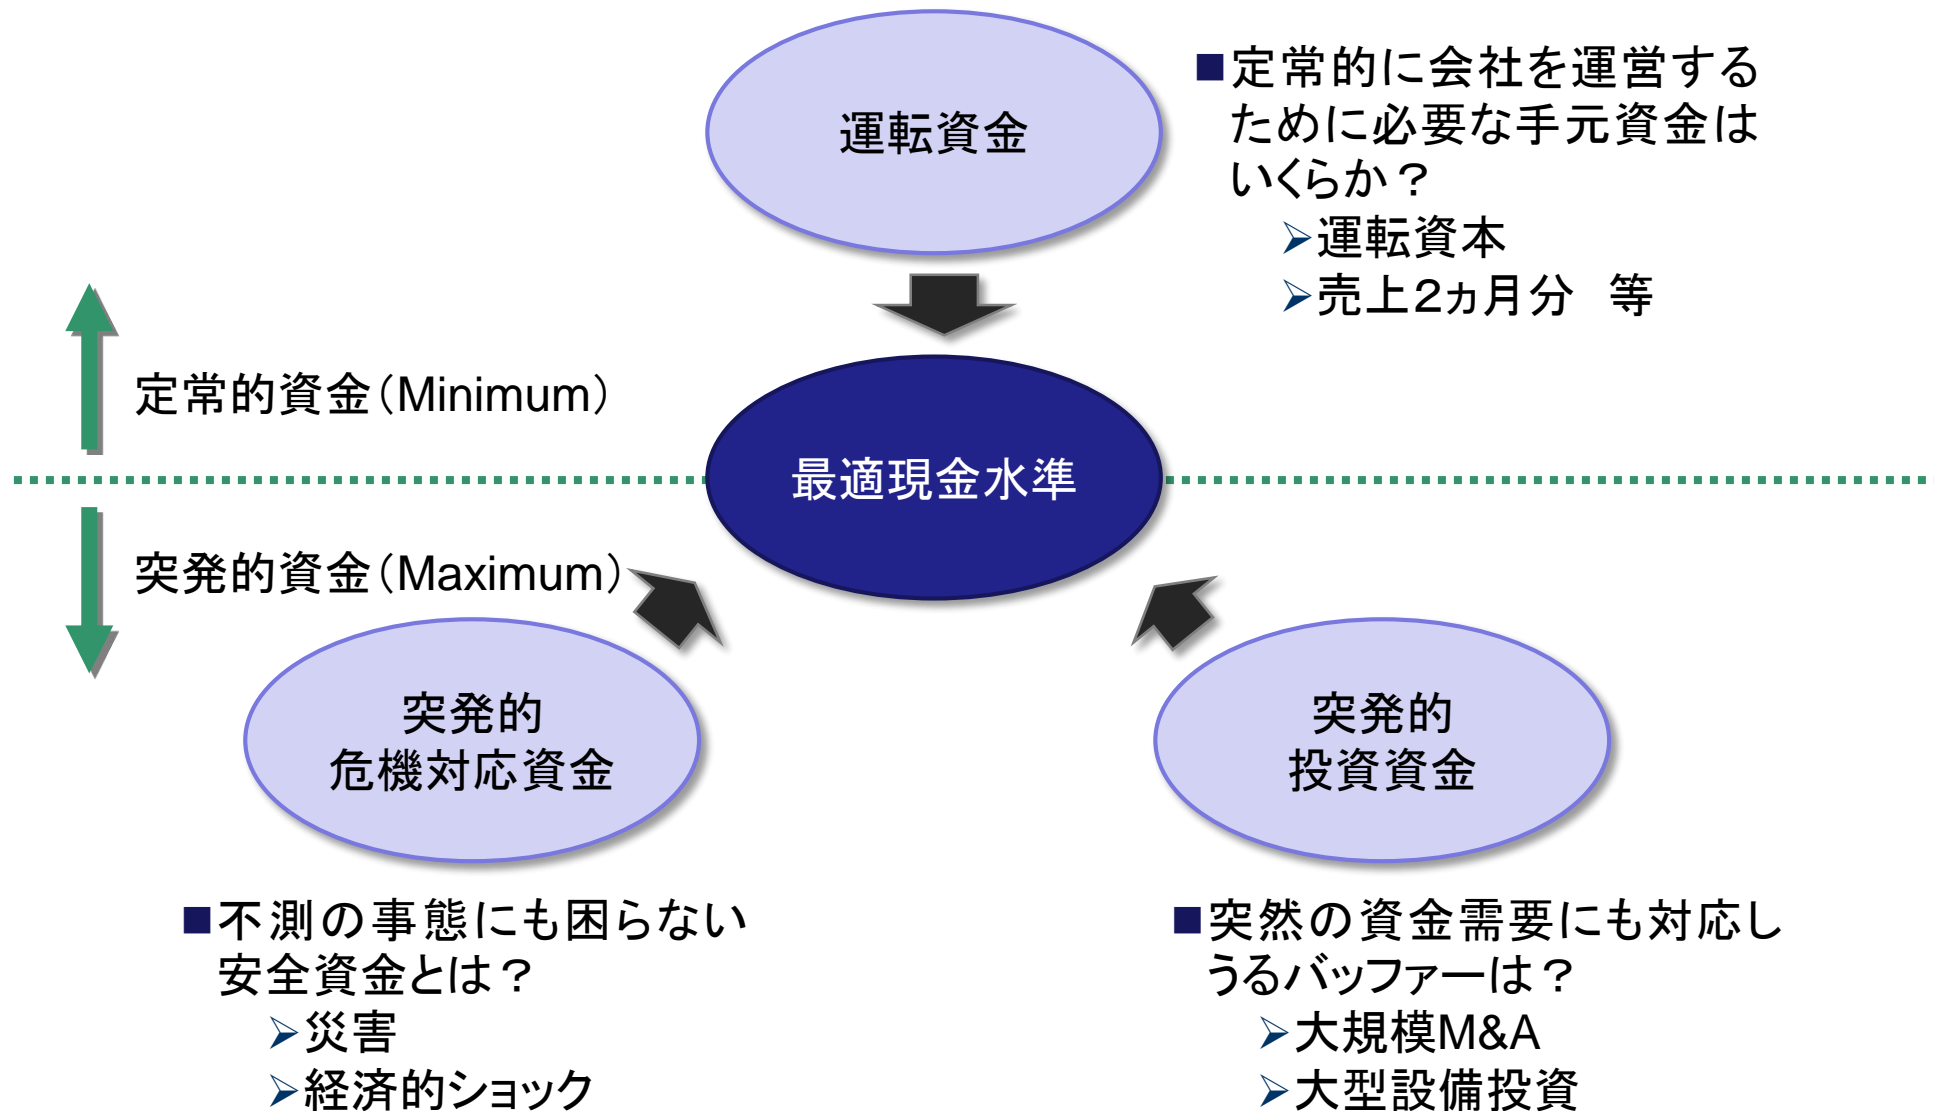 運転資金
■定常的に会社を運営する
ために必要な手元資金は
いくらか？
➢運転資本
➢売上2ヵ月分　等
定常的資金（Minimum）
最適現金水準
突発的資金（Maximum）
突発的
危機対応資金
突発的
投資資金
■不測の事態にも困らない
安全資金とは？
➢災害
➢経済的ショック
■突然の資金需要にも対応し
うるバッファーは？
➢大規模M&A
➢大型設備投資